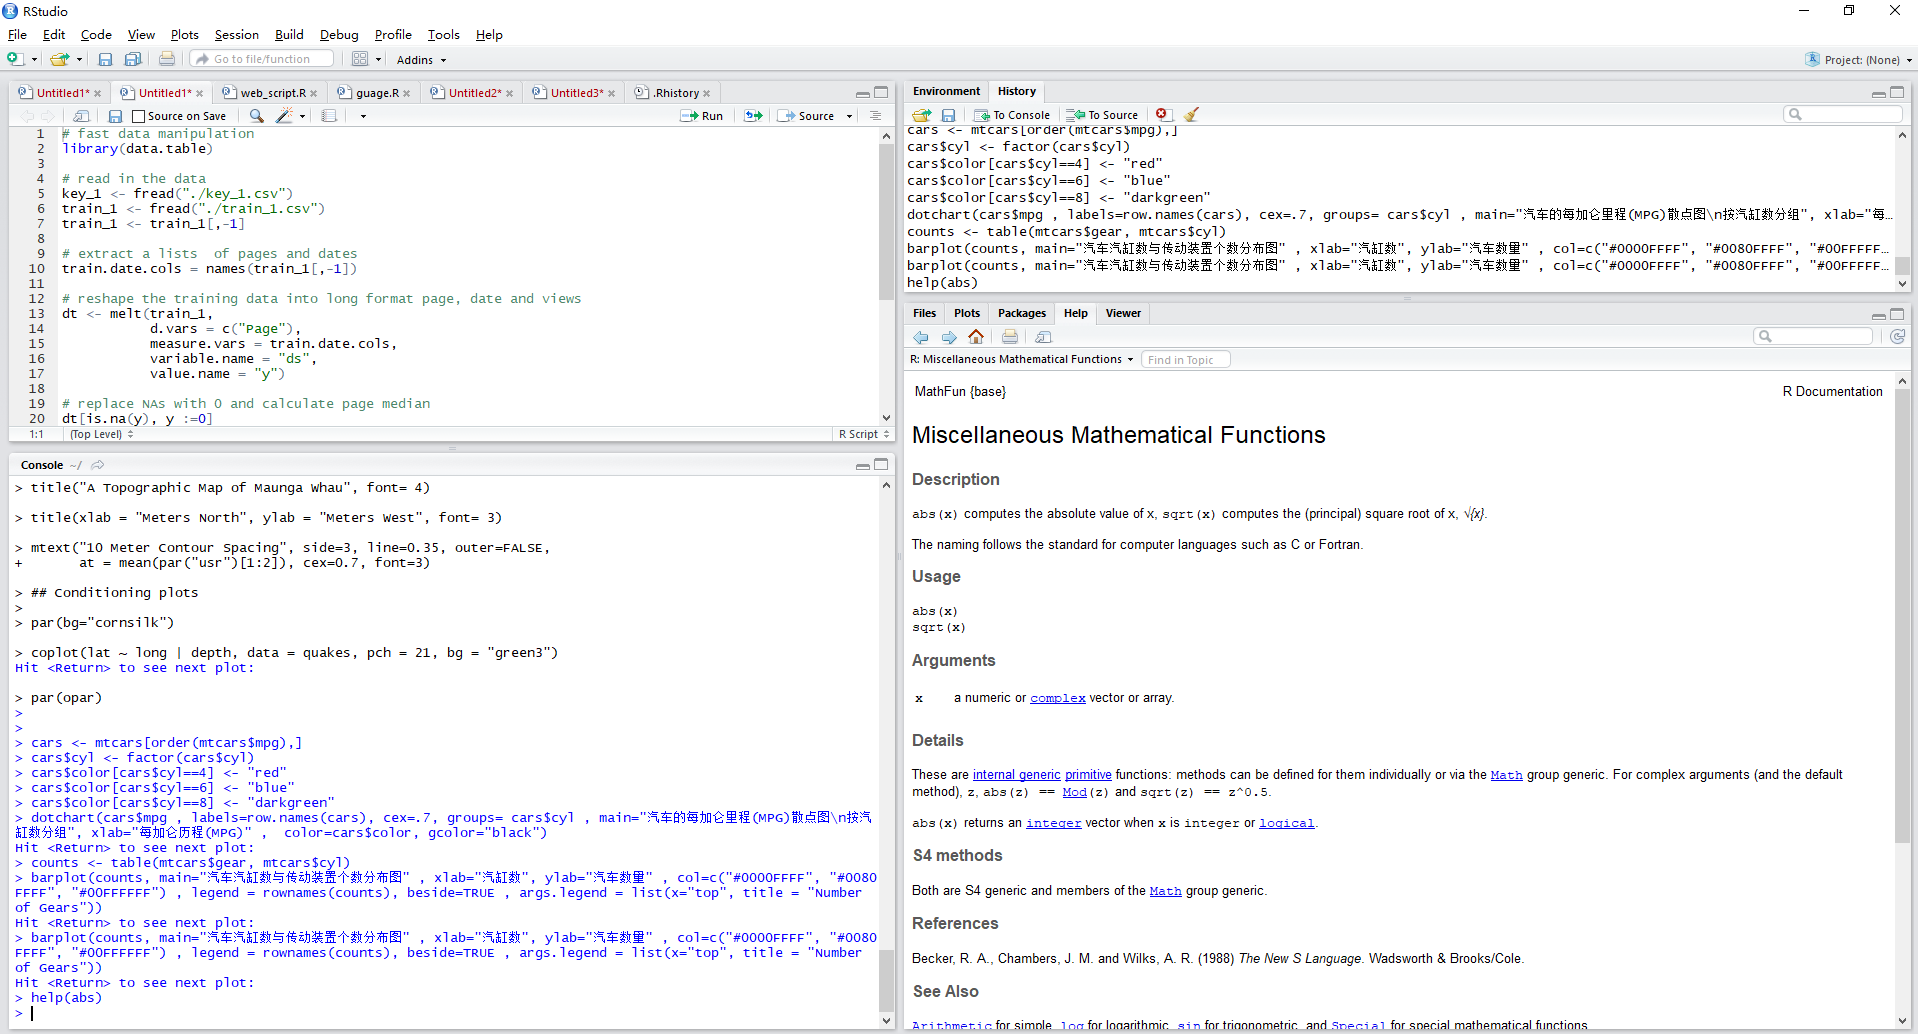 RStudio
File Edit Code View Plots Session Build Debug Profile Tools Help
Go to file/function Addins Project: (None)
Untitled1* Untitled1* web_script.R guage.R Untitled2* Untitled3* .Rhistory
Source on Save Run Source
1 # fast data manipulation
2 library(data.table)
3
4 # read in the data
5 key_1 <- fread("./key_1.csv")
6 train_1 <- fread("./train_1.csv")
7 train_1 <- train_1[,-1]
8
9 # extract a lists  of pages and dates
10 train.date.cols = names(train_1[,-1])
11
12 # reshape the training data into long format page, date and views
13 dt <- melt(train_1,
14            d.vars = c("Page"),
15            measure.vars = train.date.cols,
16            variable.name = "ds",
17            value.name = "y")
18
19 # replace NAs with 0 and calculate page median
20 dt[is.na(y), y :=0]
1:1 (Top Level) R Script
Console ~/
> title("A Topographic Map of Maunga Whau", font= 4)
> title(xlab = "Meters North", ylab = "Meters West", font= 3)
> mtext("10 Meter Contour Spacing", side=3, line=0.35, outer=FALSE,
+       at = mean(par("usr")[1:2]), cex=0.7, font=3)
> ## Conditioning plots
>
> par(bg="cornsilk")
> coplot(lat ~ long | depth, data = quakes, pch = 21, bg = "green3")
Hit <Return> to see next plot:
> par(opar)
>
>
> cars <- mtcars[order(mtcars$mpg),]
> cars$cyl <- factor(cars$cyl)
> cars$color[cars$cyl==4] <- "red"
> cars$color[cars$cyl==6] <- "blue"
> cars$color[cars$cyl==8] <- "darkgreen"
> dotchart(cars$mpg , labels=row.names(cars), cex=.7, groups= cars$cyl , main="汽车的每加仑里程(MPG)散点图\n按汽
缸数分组", xlab="每加仑历程(MPG)" ,  color=cars$color, gcolor="black")
Hit <Return> to see next plot:
> counts <- table(mtcars$gear, mtcars$cyl)
> barplot(counts, main="汽车汽缸数与传动装置个数分布图" , xlab="汽缸数", ylab="汽车数量" , col=c("#0000FFFF", "#0080
FFFF", "#00FFFFFF") , legend = rownames(counts), beside=TRUE , args.legend = list(x="top", title = "Number
of Gears"))
Hit <Return> to see next plot:
> barplot(counts, main="汽车汽缸数与传动装置个数分布图" , xlab="汽缸数", ylab="汽车数量" , col=c("#0000FFFF", "#0080
FFFF", "#00FFFFFF") , legend = rownames(counts), beside=TRUE , args.legend = list(x="top", title = "Number
of Gears"))
Hit <Return> to see next plot:
> help(abs)
>
Environment History
To Console To Source
cars <- mtcars[order(mtcars$mpg),]
cars$cyl <- factor(cars$cyl)
cars$color[cars$cyl==4] <- "red"
cars$color[cars$cyl==6] <- "blue"
cars$color[cars$cyl==8] <- "darkgreen"
dotchart(cars$mpg , labels=row.names(cars), cex=.7, groups= cars$cyl , main="汽车的每加仑里程(MPG)散点图\n按汽缸数分组", xlab="每…
counts <- table(mtcars$gear, mtcars$cyl)
barplot(counts, main="汽车汽缸数与传动装置个数分布图" , xlab="汽缸数", ylab="汽车数量" , col=c("#0000FFFF", "#0080FFFF", "#00FFFFF…
barplot(counts, main="汽车汽缸数与传动装置个数分布图" , xlab="汽缸数", ylab="汽车数量" , col=c("#0000FFFF", "#0080FFFF", "#00FFFFF…
help(abs)
Files Plots Packages Help Viewer
R: Miscellaneous Mathematical Functions Find in Topic
MathFun {base} R Documentation
Miscellaneous Mathematical Functions
Description
abs(x) computes the absolute value of x, sqrt(x) computes the (principal) square root of x, √{x}.
The naming follows the standard for computer languages such as C or Fortran.
Usage
abs(x)
sqrt(x)
Arguments
x a numeric or complex vector or array.
Details
These are internal generic primitive functions: methods can be defined for them individually or via the Math group generic. For complex arguments (and the default
method), z, abs(z) == Mod(z) and sqrt(z) == z^0.5.
abs(x) returns an integer vector when x is integer or logical.
S4 methods
Both are S4 generic and members of the Math group generic.
References
Becker, R. A., Chambers, J. M. and Wilks, A. R. (1988) The New S Language. Wadsworth & Brooks/Cole.
See Also
Arithmetic for simple, log for logarithmic, sin for trigonometric, and Special for special mathematical functions